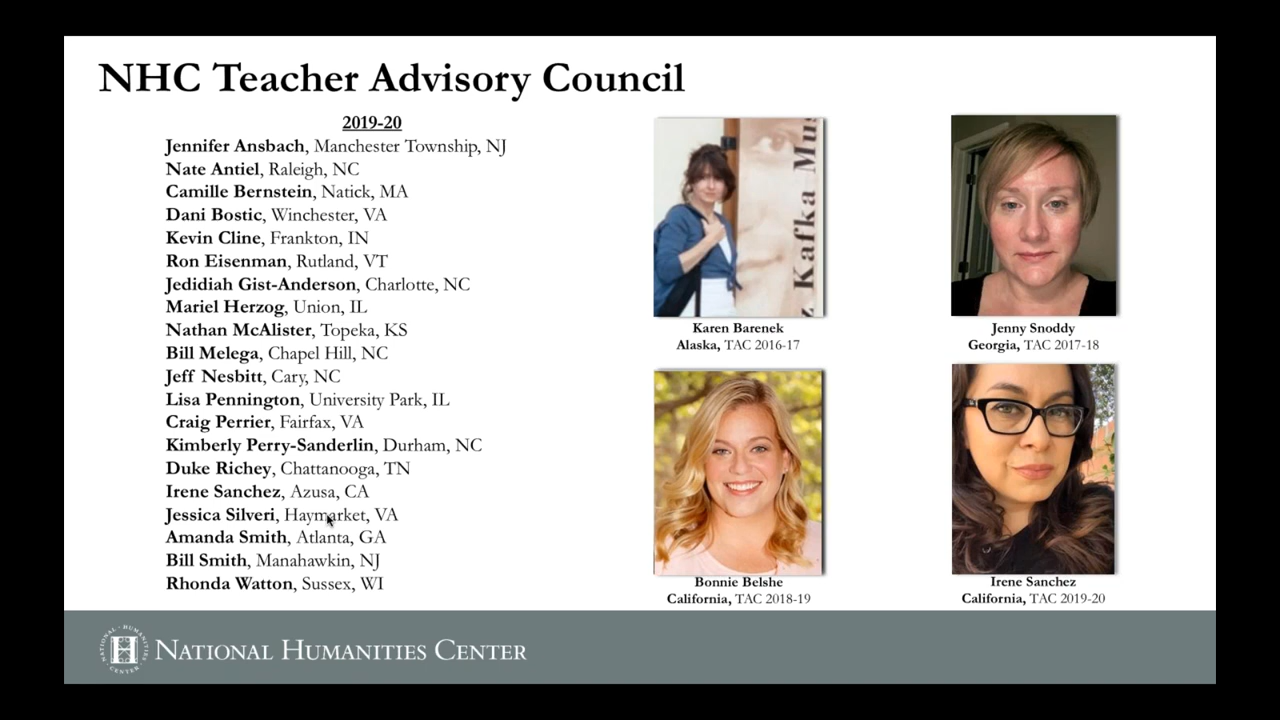 NHC Teacher Advisory Council
2019-20
Jennifer Ansbach, Manchester Township, NJ
Nate Antiel, Raleigh, NC
Camille Bernstein, Natick, MA
Dani Bostic, Winchester, VA
Kevin Cline, Frankton, IN
Ron Eisenman, Rutland, VT
Jedidiah Gist-Anderson, Charlotte, NC
Mariel Herzog, Union, IL
Nathan McAlister, Topeka, KS
Bill Melega, Chapel Hill, NC
Jeff Nesbitt, Cary, NC
Lisa Pennington, University Park, IL
Craig Perrier, Fairfax, VA
Kimberly Perry-Sanderlin, Durham, NC
Duke Richey, Chattanooga, TN
Irene Sanchez, Azusa, CA
Jessica Silveri, Haymarket, VA
Amanda Smith, Atlanta, GA
Bill Smith, Manahawkin, NJ
Rhonda Watton, Sussex, WI
z Kafka Mus
Karen Barenek
Alaska, TAC 2016-17
Jenny Snoddy
Georgia, TAC 2017-18
Bonnie Belshe
California, TAC 2018-19
Irene Sanchez
California, TAC 2019-20
NATIONAL HUMANITIES CENTER
NATIONAL HUMANITIES CENTER